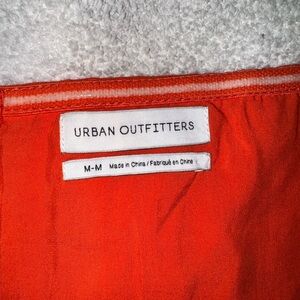 URBAN OUTFITTERS
M-M Made in China / Fabriqué en Chine